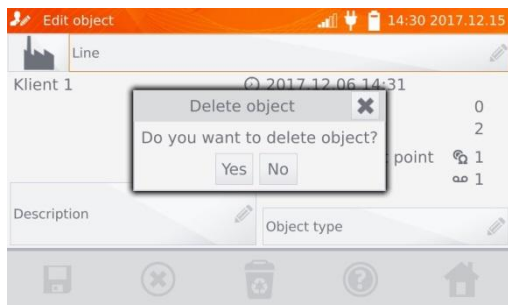 Edit object
14:30 2017.12.15
Line
Klient 1
2017.12.06 14:31
Delete object
0
Do you want to delete object?
2
point
1
Yes No
1
Description
Object type